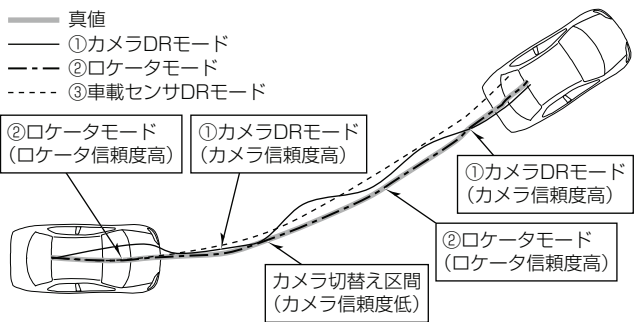 真値
①カメラDRモード
②ロケータモード
③車載センサDRモード
②ロケータモード
(ロケータ信頼度高)
①カメラDRモード
(カメラ信頼度高)
①カメラDRモード
(カメラ信頼度高)
②ロケータモード
(ロケータ信頼度高)
カメラ切替え区間
(カメラ信頼度低)